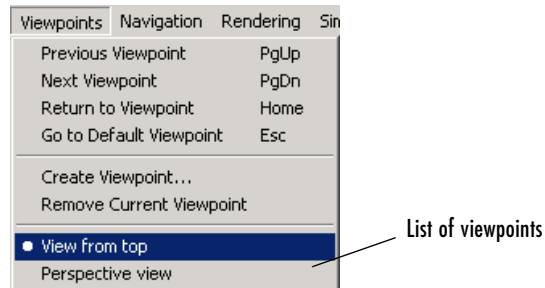 Viewpoints Navigation Rendering Sin
Previous Viewpoint PgUp
Next Viewpoint PgDn
Return to Viewpoint Home
Go to Default Viewpoint Esc
Create Viewpoint...
Remove Current Viewpoint
View from top
List of viewpoints
Perspective view